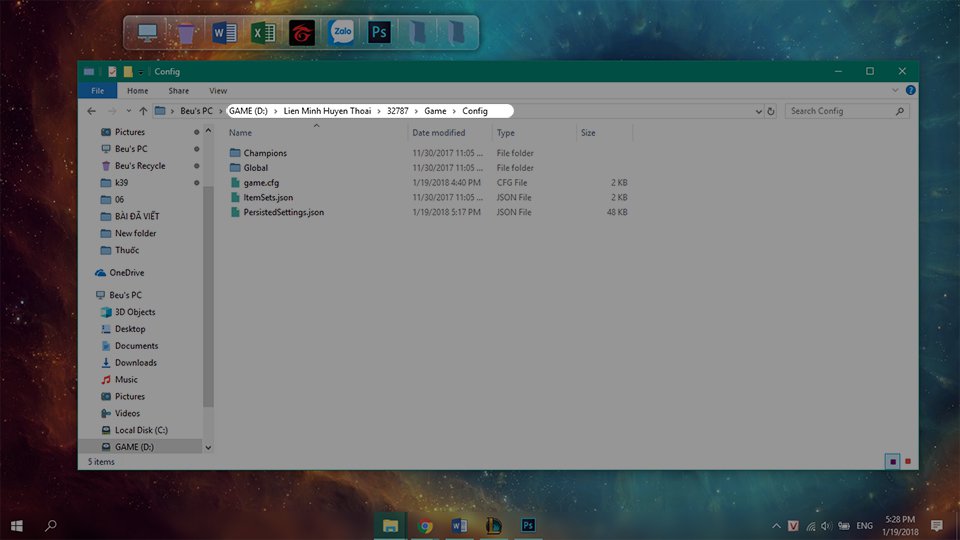 Zalo
Ps
Config
File Home Share View
Beu's PC GAME (D:) Lien Minh Huyen Thoai 32787 Game Config Search Config
Name Date modified Type Size
Pictures
Beu's PC
Beu's Recycle
k39
06
BÀI ĐÃ VIẾT
New folder
Thuốc
OneDrive
Beu's PC
3D Objects
Desktop
Documents
Downloads
Music
Pictures
Videos
Local Disk (C:)
GAME (D:)
Champions 11/30/2017 11:05 ... File folder
Global 11/30/2017 11:05 ... File folder
game.cfg 1/19/2018 4:40 PM CFG File 2 KB
ItemSets.json 11/30/2017 11:05 ... JSON File 2 KB
PersistedSettings.json 1/19/2018 5:17 PM JSON File 48 KB
5 items
Ps
V
ENG
5:28 PM
1/19/2018